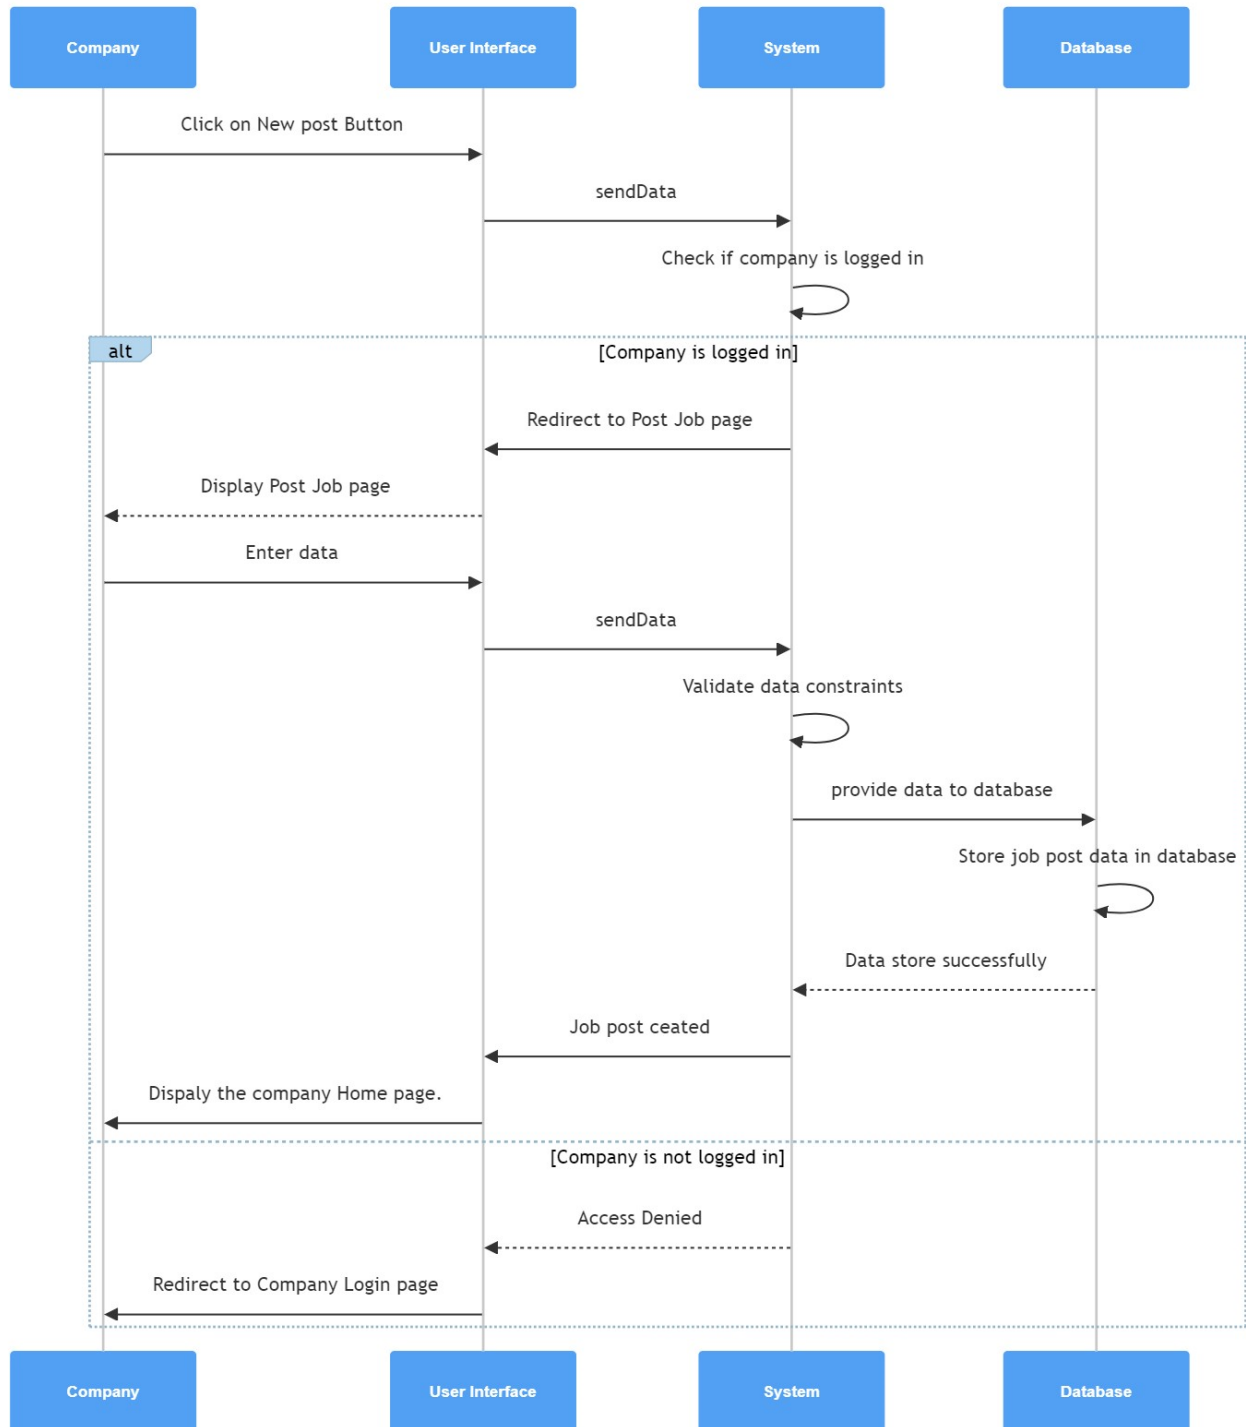 Company
User Interface
System
Database
Click on New post Button
sendData
Check if company is logged in
alt
[Company is logged in]
Redirect to Post Job page
Display Post Job page
Enter data
sendData
Validate data constraints
provide data to database
Store job post data in database
Data store successfully
Job post ceated
Dispaly the company Home page.
[Company is not logged in]
Access Denied
Redirect to Company Login page
Company
User Interface
System
Database